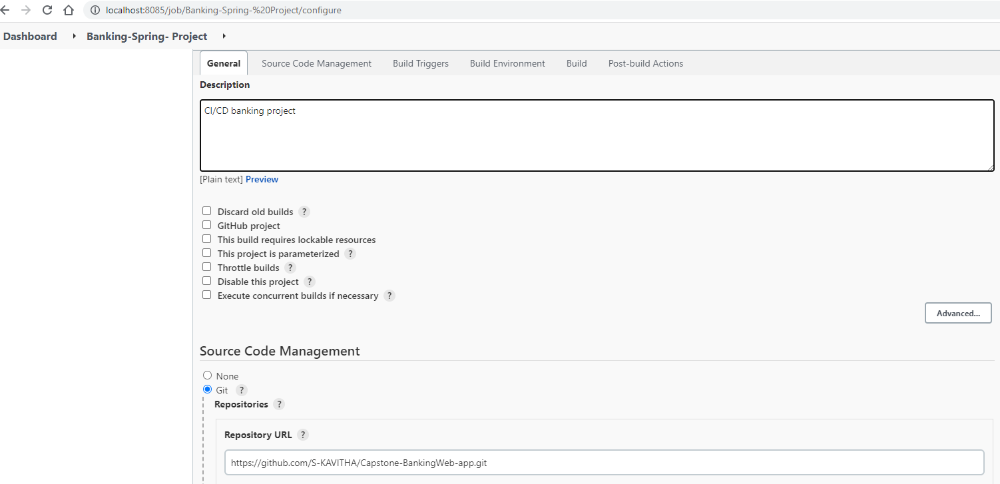 localhost:8085/job/Banking-Spring-%20Project/configure
Dashboard Banking-Spring- Project
General Source Code Management Build Triggers Build Environment Build Post-build Actions
Description
CI/CD banking project
[Plain text] Preview
Discard old builds ?
GitHub project
This build requires lockable resources
This project is parameterized ?
Throttle builds ?
Disable this project ?
Execute concurrent builds if necessary ?
Advanced...
Source Code Management
None
Git ?
Repositories ?
Repository URL ?
https://github.com/S-KAVITHA/Capstone-BankingWeb-app.git